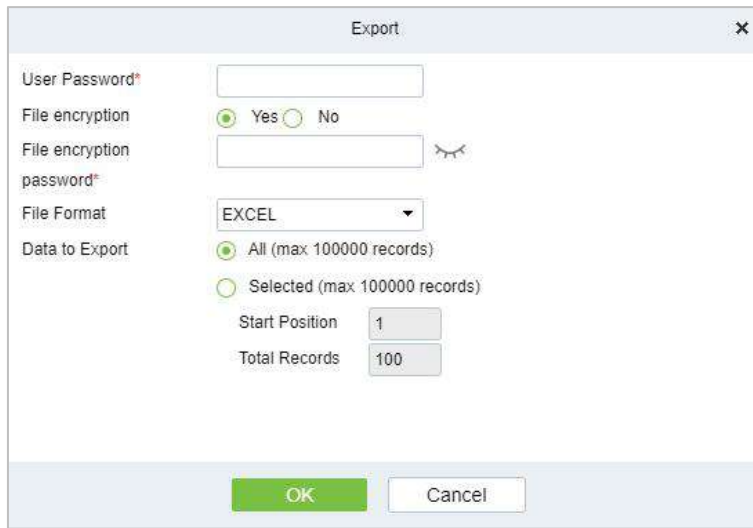 Export
User Password*
File encryption Yes No
File encryption
password*
File Format EXCEL
Data to Export All (max 100000 records)
Selected (max 100000 records)
Start Position 1
Total Records 100
OK Cancel